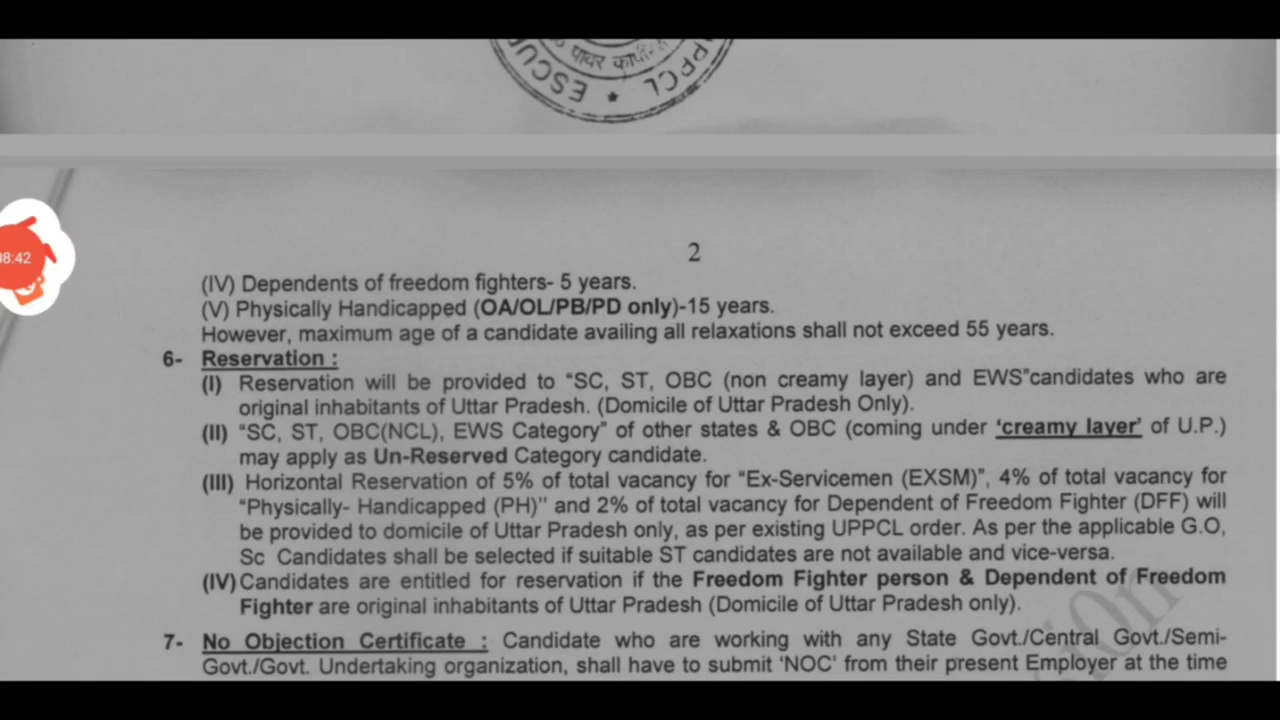 पावर कार्पोरे
ESCU
PPCL
2
08:42
(IV) Dependents of freedom fighters- 5 years.
(V) Physically Handicapped (OA/OL/PB/PD only)-15 years.
However, maximum age of a candidate availing all relaxations shall not exceed 55 years.
6- Reservation :
(I) Reservation will be provided to “SC, ST, OBC (non creamy layer) and EWS”candidates who are
original inhabitants of Uttar Pradesh. (Domicile of Uttar Pradesh Only).
(II) “SC, ST, OBC(NCL), EWS Category” of other states & OBC (coming under ‘creamy layer’ of U.P.)
may apply as Un-Reserved Category candidate.
(III) Horizontal Reservation of 5% of total vacancy for “Ex-Servicemen (EXSM)”, 4% of total vacancy for
“Physically- Handicapped (PH)” and 2% of total vacancy for Dependent of Freedom Fighter (DFF) will
be provided to domicile of Uttar Pradesh only, as per existing UPPCL order. As per the applicable G.O,
Sc Candidates shall be selected if suitable ST candidates are not available and vice-versa.
(IV) Candidates are entitled for reservation if the Freedom Fighter person & Dependent of Freedom
Fighter are original inhabitants of Uttar Pradesh (Domicile of Uttar Pradesh only).
7- No Objection Certificate : Candidate who are working with any State Govt./Central Govt./Semi-
Govt./Govt. Undertaking organization, shall have to submit ‘NOC’ from their present Employer at the time